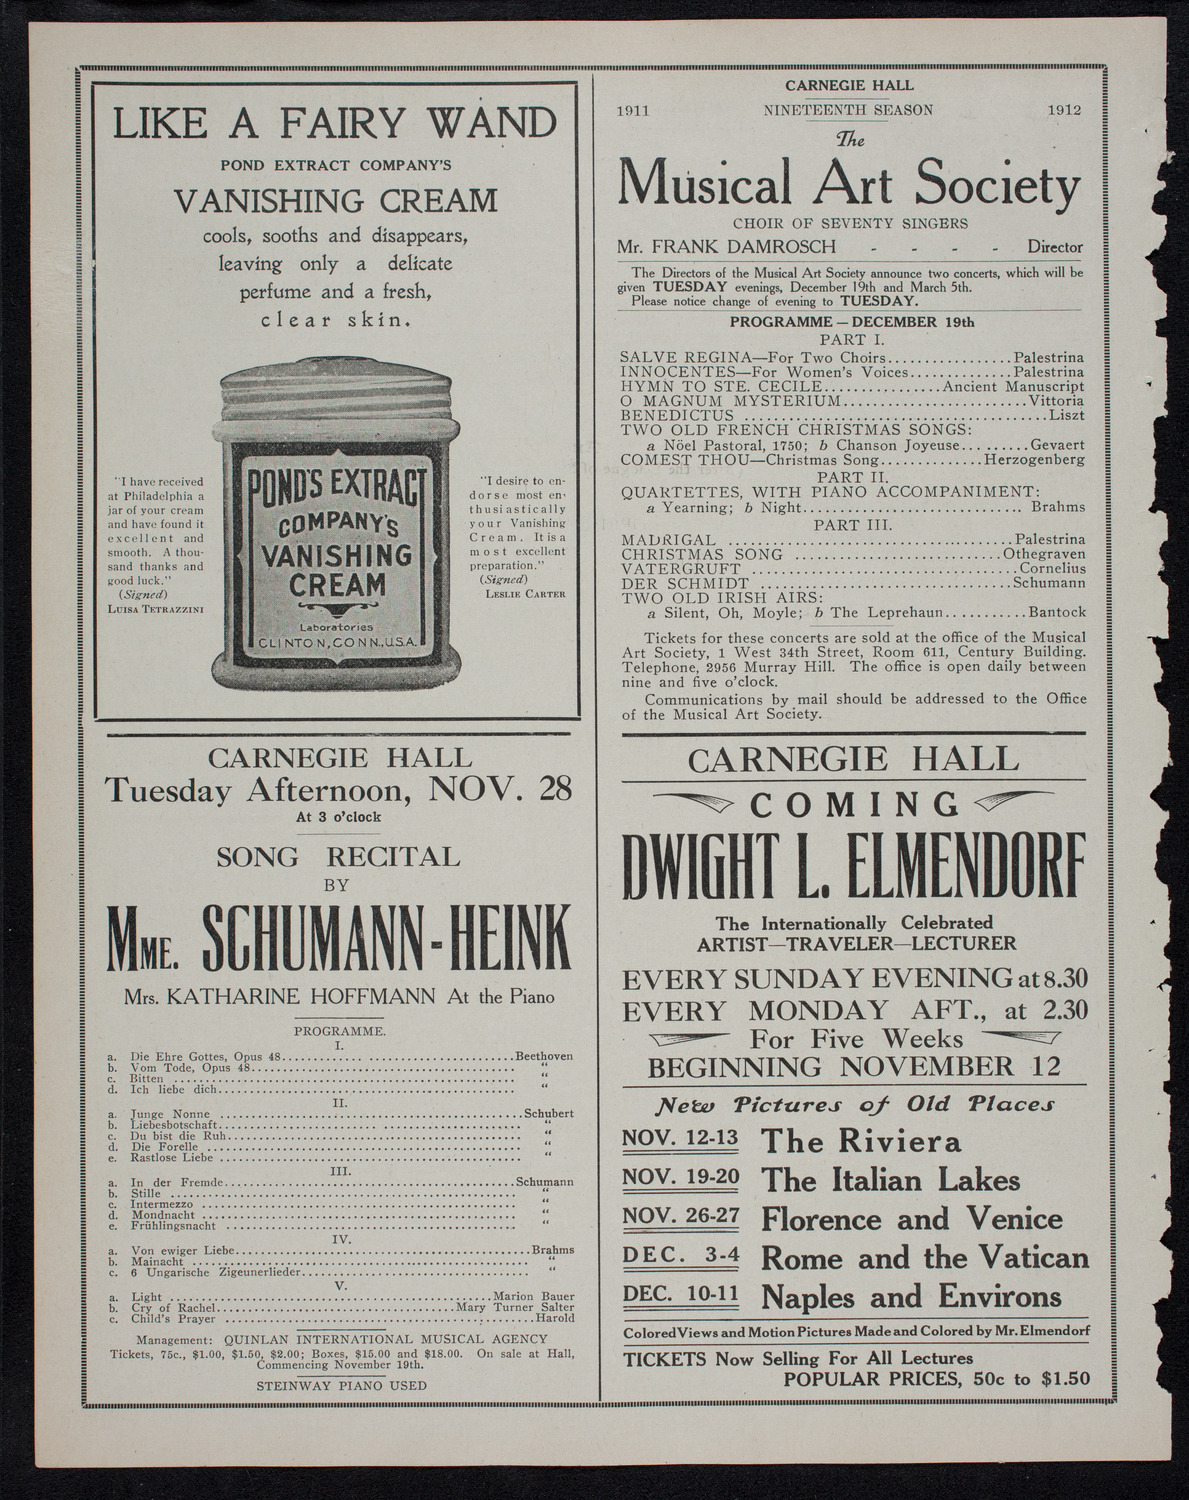 LIKE A FAIRY WAND
POND EXTRACT COMPANY'S
VANISHING CREAM
cools, sooths and disappears,
leaving only a delicate
perfume and a fresh,
clear skin.
"I have received
at Philadelphia a
jar of your cream
and have found it
excellent and
smooth. A thou-
sand thanks and
good luck."
(Signed)
LUISA TETRAZZINI
POND'S EXTRACT
COMPANY'S
VANISHING
CREAM
Laboratories
CLINTON, CONN., U.S.A.
"I desire to en-
dorse most en-
thusiastically
your Vanishing
Cream. It is a
most excellent
preparation."
(Signed)
LESLIE CARTER
CARNEGIE HALL
Tuesday Afternoon, NOV. 28
At 3 o'clock
SONG RECITAL
BY
MME. SCHUMANN-HEINK
Mrs. KATHARINE HOFFMANN At the Piano
PROGRAMME.
I.
a. Die Ehre Gottes, Opus 48....................Beethoven
b. Vom Tode, Opus 48.................... "
c. Bitten .................... "
d. Ich liebe dich.................... "
II.
a. Junge Nonne ....................Schubert
b. Liebesbotschaft.................... "
c. Du bist die Ruh.................... "
d. Die Forelle .................... "
e. Rastlose Liebe .................... "
III.
a. In der Fremde....................Schumann
b. Stille .................... "
c. Intermezzo .................... "
d. Mondnacht .................... "
e. Frühlingsnacht .................... "
IV.
a. Von ewiger Liebe....................Brahms
b. Mainacht .................... "
c. 6 Ungarische Zigeunerlieder.................... "
V.
a. Light ....................Marion Bauer
b. Cry of Rachel....................Mary Turner Salter
c. Child's Prayer ....................Harold
Management: QUINLAN INTERNATIONAL MUSICAL AGENCY
Tickets, 75c., $1.00, $1.50, $2.00; Boxes, $15.00 and $18.00. On sale at Hall,
Commencing November 19th.
STEINWAY PIANO USED
CARNEGIE HALL
1911 NINETEENTH SEASON 1912
The
Musical Art Society
CHOIR OF SEVENTY SINGERS
Mr. FRANK DAMROSCH - - - - Director
The Directors of the Musical Art Society announce two concerts, which will be
given TUESDAY evenings, December 19th and March 5th.
Please notice change of evening to TUESDAY.
PROGRAMME — DECEMBER 19th
PART I.
SALVE REGINA—For Two Choirs.................Palestrina
INNOCENTES—For Women's Voices.............Palestrina
HYMN TO STE. CECILE...............Ancient Manuscript
O MAGNUM MYSTERIUM.........................Vittoria
BENEDICTUS ........................................Liszt
TWO OLD FRENCH CHRISTMAS SONGS:
a Nöel Pastoral, 1750; b Chanson Joyeuse.........Gevaert
COMEST THOU—Christmas Song..............Herzogenberg
PART II.
QUARTETTES, WITH PIANO ACCOMPANIMENT:
a Yearning; b Night.............................. Brahms
PART III.
MADRIGAL .......................................Palestrina
CHRISTMAS SONG ............................Othegraven
VATERGRUFT ....................................Cornelius
DER SCHMIDT ..................................Schumann
TWO OLD IRISH AIRS:
a Silent, Oh, Moyle; b The Leprehaun...........Bantock
Tickets for these concerts are sold at the office of the Musical
Art Society, 1 West 34th Street, Room 611, Century Building.
Telephone, 2956 Murray Hill. The office is open daily between
nine and five o'clock.
Communications by mail should be addressed to the Office
of the Musical Art Society.
CARNEGIE HALL
COMING
DWIGHT L. ELMENDORF
The Internationally Celebrated
ARTIST—TRAVELER—LECTURER
EVERY SUNDAY EVENING at 8.30
EVERY MONDAY AFT., at 2.30
For Five Weeks
BEGINNING NOVEMBER 12
New Pictures of Old Places
NOV. 12-13 The Riviera
NOV. 19-20 The Italian Lakes
NOV. 26-27 Florence and Venice
DEC. 3-4 Rome and the Vatican
DEC. 10-11 Naples and Environs
Colored Views and Motion Pictures Made and Colored by Mr. Elmendorf
TICKETS Now Selling For All Lectures
POPULAR PRICES, 50c to $1.50